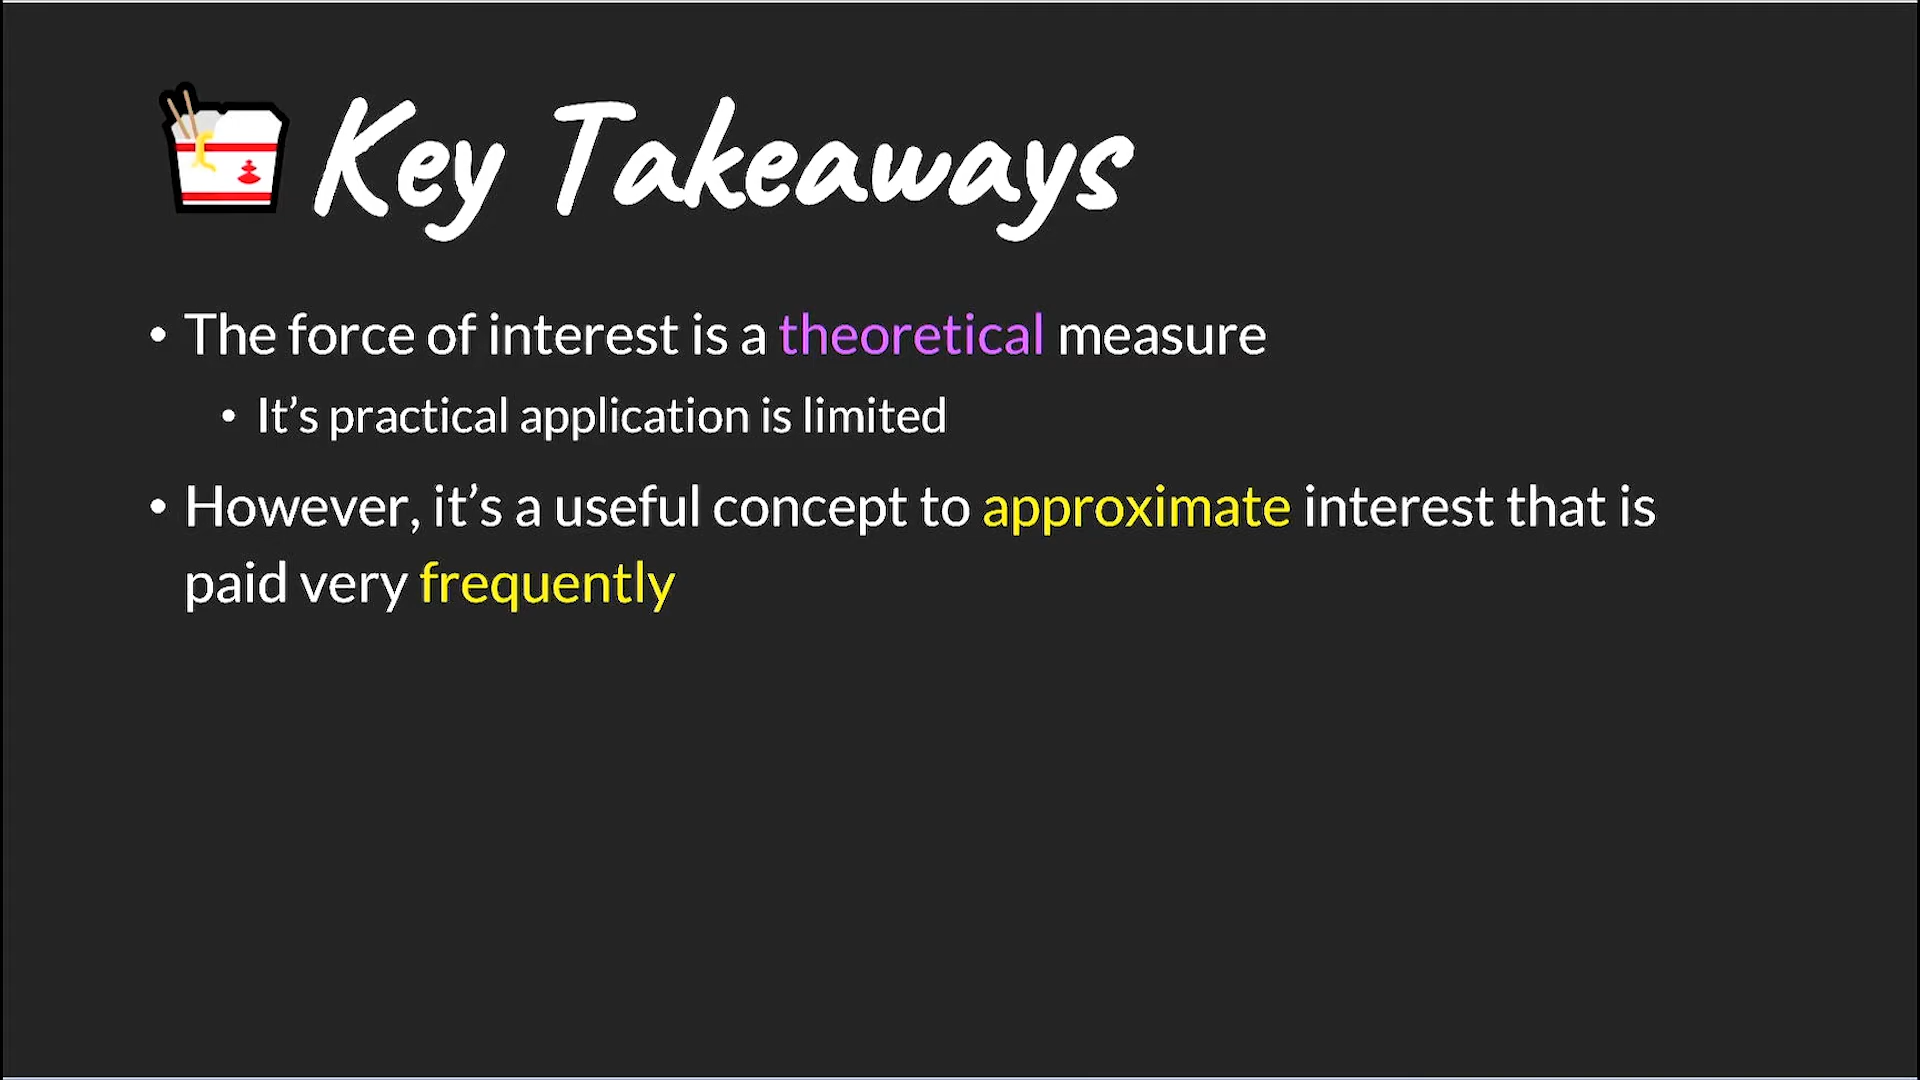 Key Takeaways
• The force of interest is a theoretical measure
• It’s practical application is limited
• However, it’s a useful concept to approximate interest that is
paid very frequently